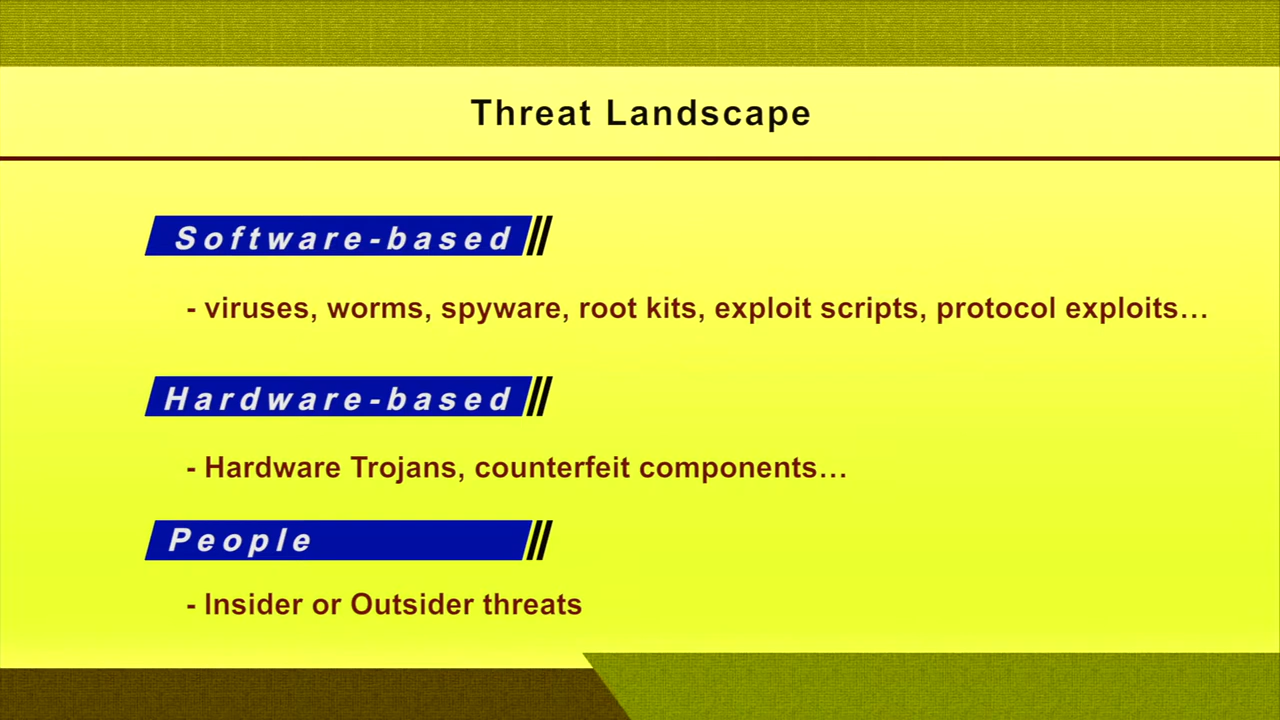 Threat Landscape
Software-based
- viruses, worms, spyware, root kits, exploit scripts, protocol exploits...
Hardware-based
- Hardware Trojans, counterfeit components...
People
- Insider or Outsider threats